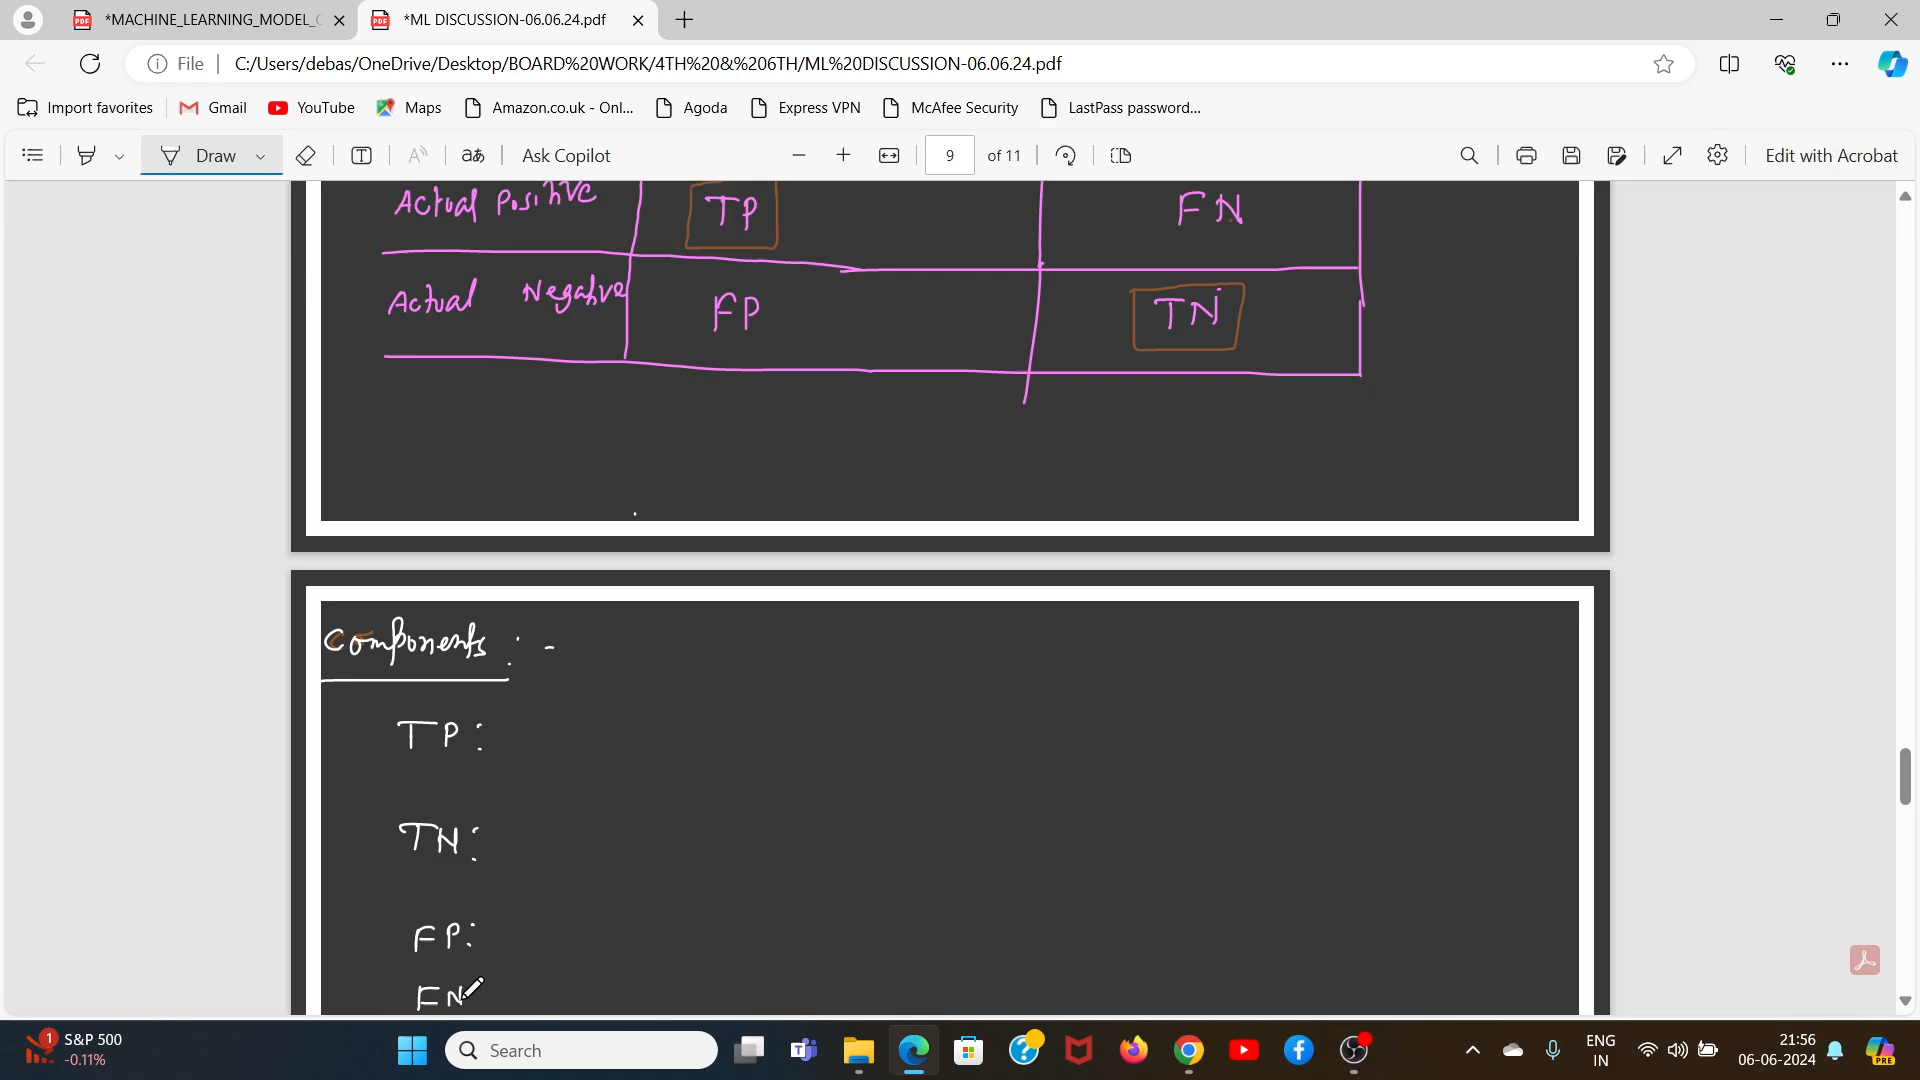 *MACHINE_LEARNING_MODEL_C
*ML DISCUSSION-06.06.24.pdf
File
C:/Users/debas/OneDrive/Desktop/BOARD%20WORK/4TH%20&%206TH/ML%20DISCUSSION-06.06.24.pdf
Import favorites
Gmail
YouTube
Maps
Amazon.co.uk - Onl...
Agoda
Express VPN
McAfee Security
LastPass password...
Draw
Ask Copilot
9 of 11
Edit with Acrobat
Actual Positive TP FN
Actual Negative FP TN
Components : -
TP :
TN :
FP :
FN
1 S&P 500
-0.11%
Search
ENG
IN
21:56
06-06-2024
PRE